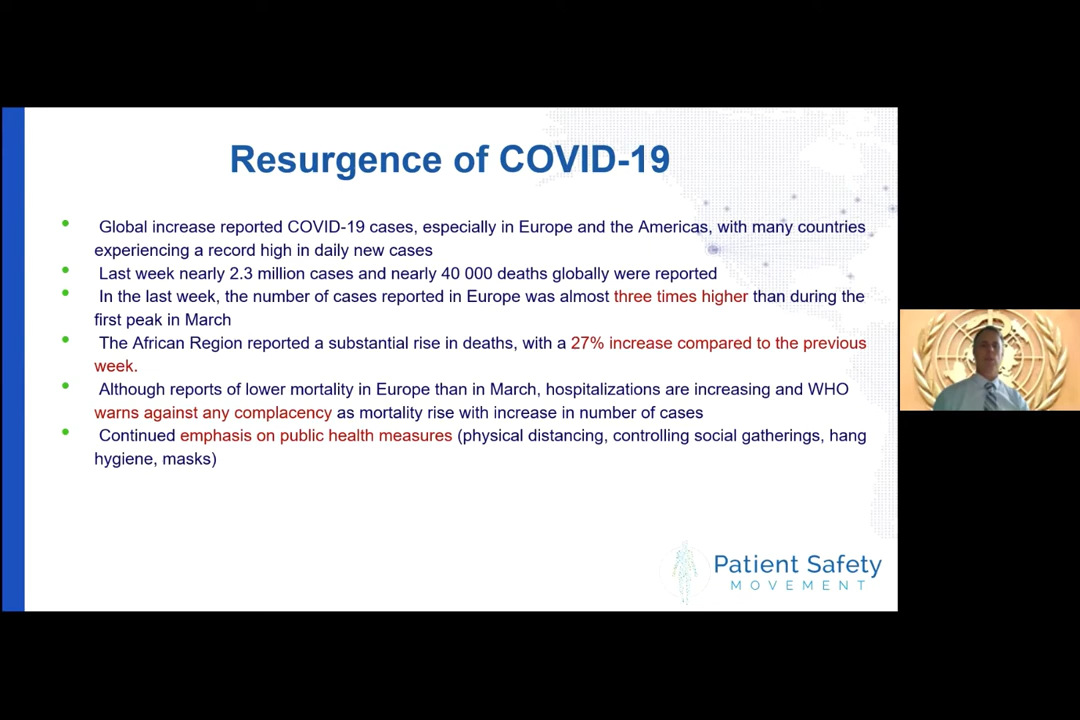 Resurgence of COVID-19
• Global increase reported COVID-19 cases, especially in Europe and the Americas, with many countries
experiencing a record high in daily new cases
• Last week nearly 2.3 million cases and nearly 40 000 deaths globally were reported
• In the last week, the number of cases reported in Europe was almost three times higher than during the
first peak in March
• The African Region reported a substantial rise in deaths, with a 27% increase compared to the previous
week.
• Although reports of lower mortality in Europe than in March, hospitalizations are increasing and WHO
warns against any complacency as mortality rise with increase in number of cases
• Continued emphasis on public health measures (physical distancing, controlling social gatherings, hang
hygiene, masks)
Patient Safety
MOVEMENT